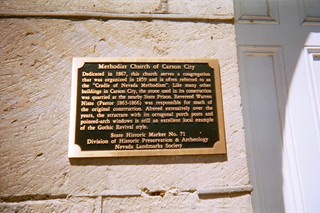 Methodist Church of Carson City
Dedicated in 1867, this church serves a congregation
that was organized in 1859 and is often referred to as
the "Cradle of Nevada Methodism". Like many other
buildings in Carson City, the stone used in its construction
was quarried at the nearby State Prison. Reverend Warren
Nims (Pastor 1863-1866) was responsible for much of
the original construction. Altered extensively over the
years, the structure with its octagonal porch posts and
pointed-arch windows is still an excellent local example
of the Gothic Revival style.
State Historic Marker No. 71
Division of Historic Preservation & Archeology
Nevada Landmarks Society